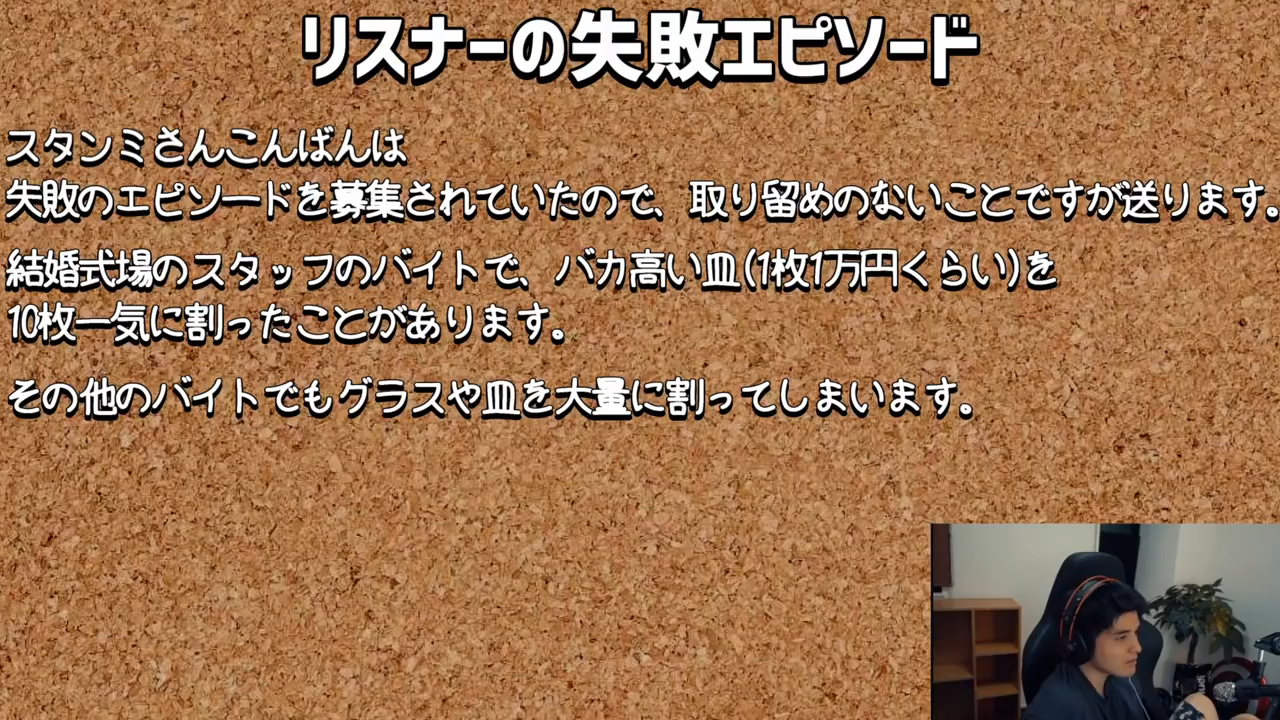 リスナーの失敗エピソード
スタンミさんこんばんは
失敗のエピソードを募集されていたので、取り留めのないことですが送ります。
結婚式場のスタッフのバイトで、バカ高い皿(1枚1万円くらい)を
10枚一気に割ったことがあります。
その他のバイトでもグラスや皿を大量に割ってしまいます。